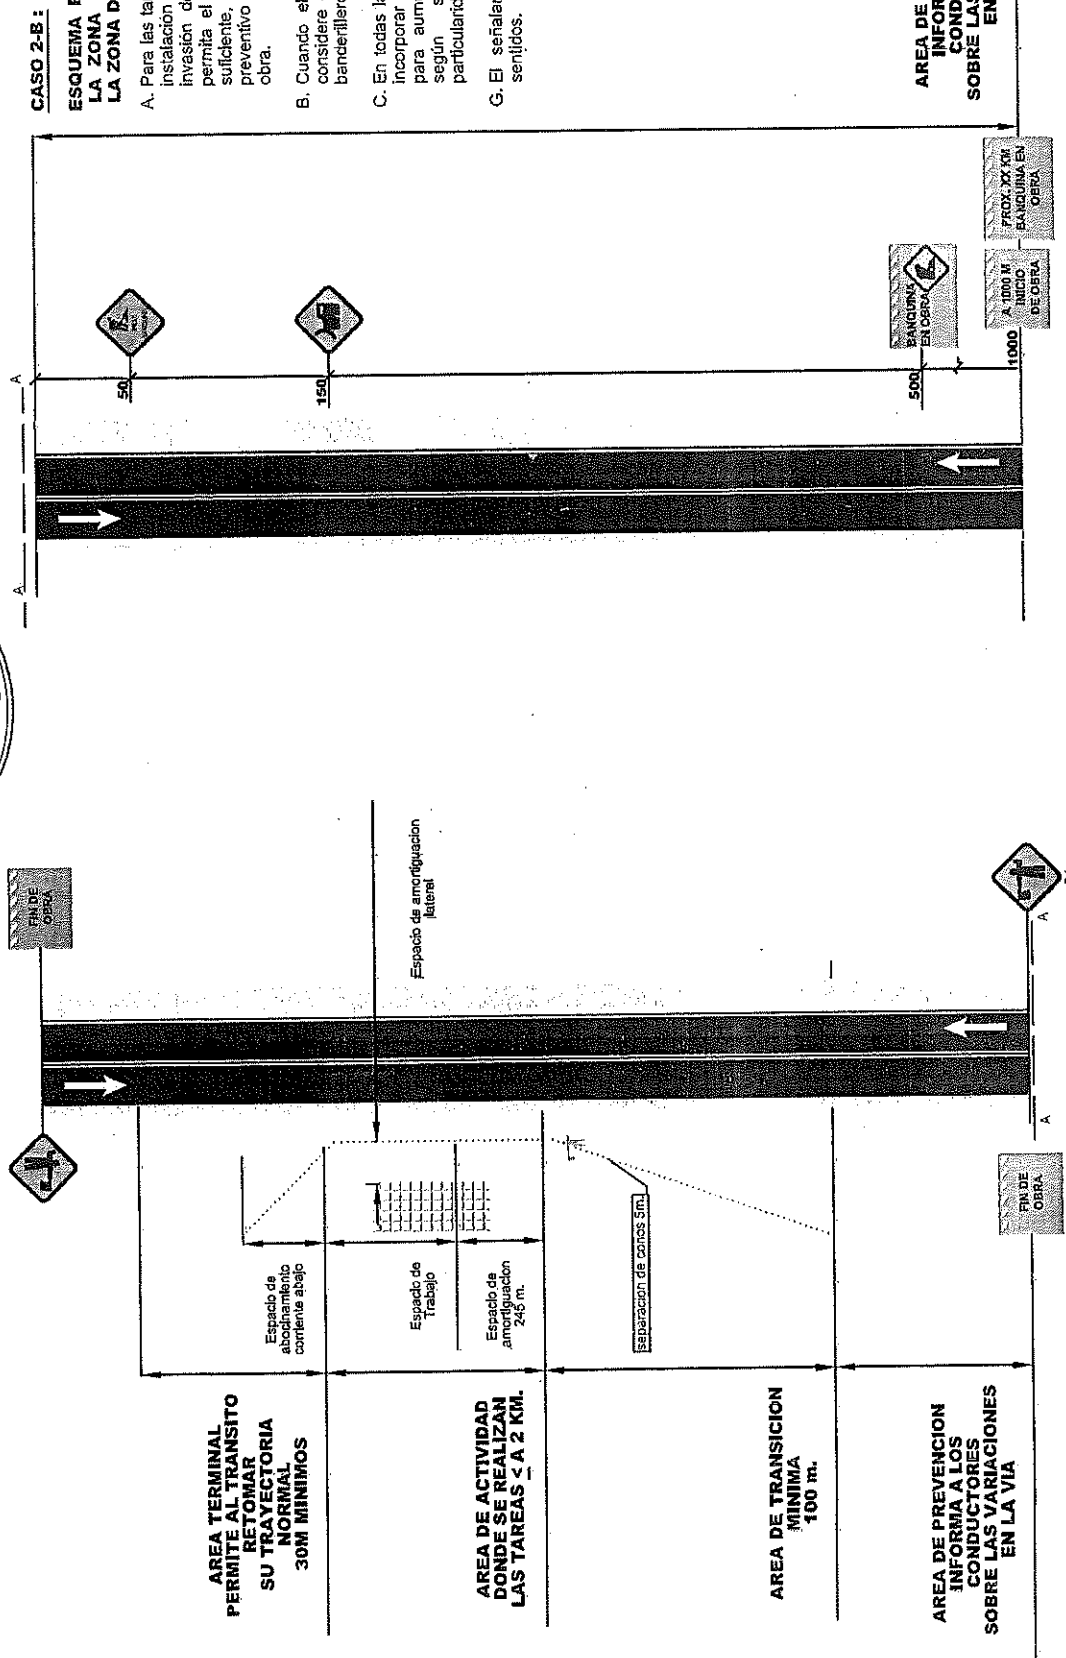 FIN DE
OBRA
AREA TERMINAL
PERMITE AL TRANSITO
RETOMAR
SU TRAYECTORIA
NORMAL
30M MINIMOS
Espacio de
abocinamiento
corriente abajo
Espacio de amortiguacion
lateral
Espacio de
Trabajo
Espacio de
amortiguacion
245 m.
AREA DE ACTIVIDAD
DONDE SE REALIZAN
LAS TAREAS < A 2 KM.
separacion de conos 5m.
AREA DE TRANSICION
MINIMA
100 m.
AREA DE PREVENCION
INFORMA A LOS
CONDUCTORES
SOBRE LAS VARIACIONES
EN LA VIA
FIN DE
OBRA
A
A
A
A
50
150
500
1000
BANQUINA
EN OBRA
A 1000 M
INICIO
DE OBRA
PROX. XX KM
BANQUINA EN
OBRA
CASO 2-B :
ESQUEMA
LA ZONA
LA ZONA D
A. Para las ta
instalación
invasión de
permita el
suficiente,
preventivo
obra.
B. Cuando el
considere
banderillero
C. En todas la
incorporar
para aum
según s
particularid
G. El señalad
sentidos.
AREA DE
INFOR
COND
SOBRE LAS
EN